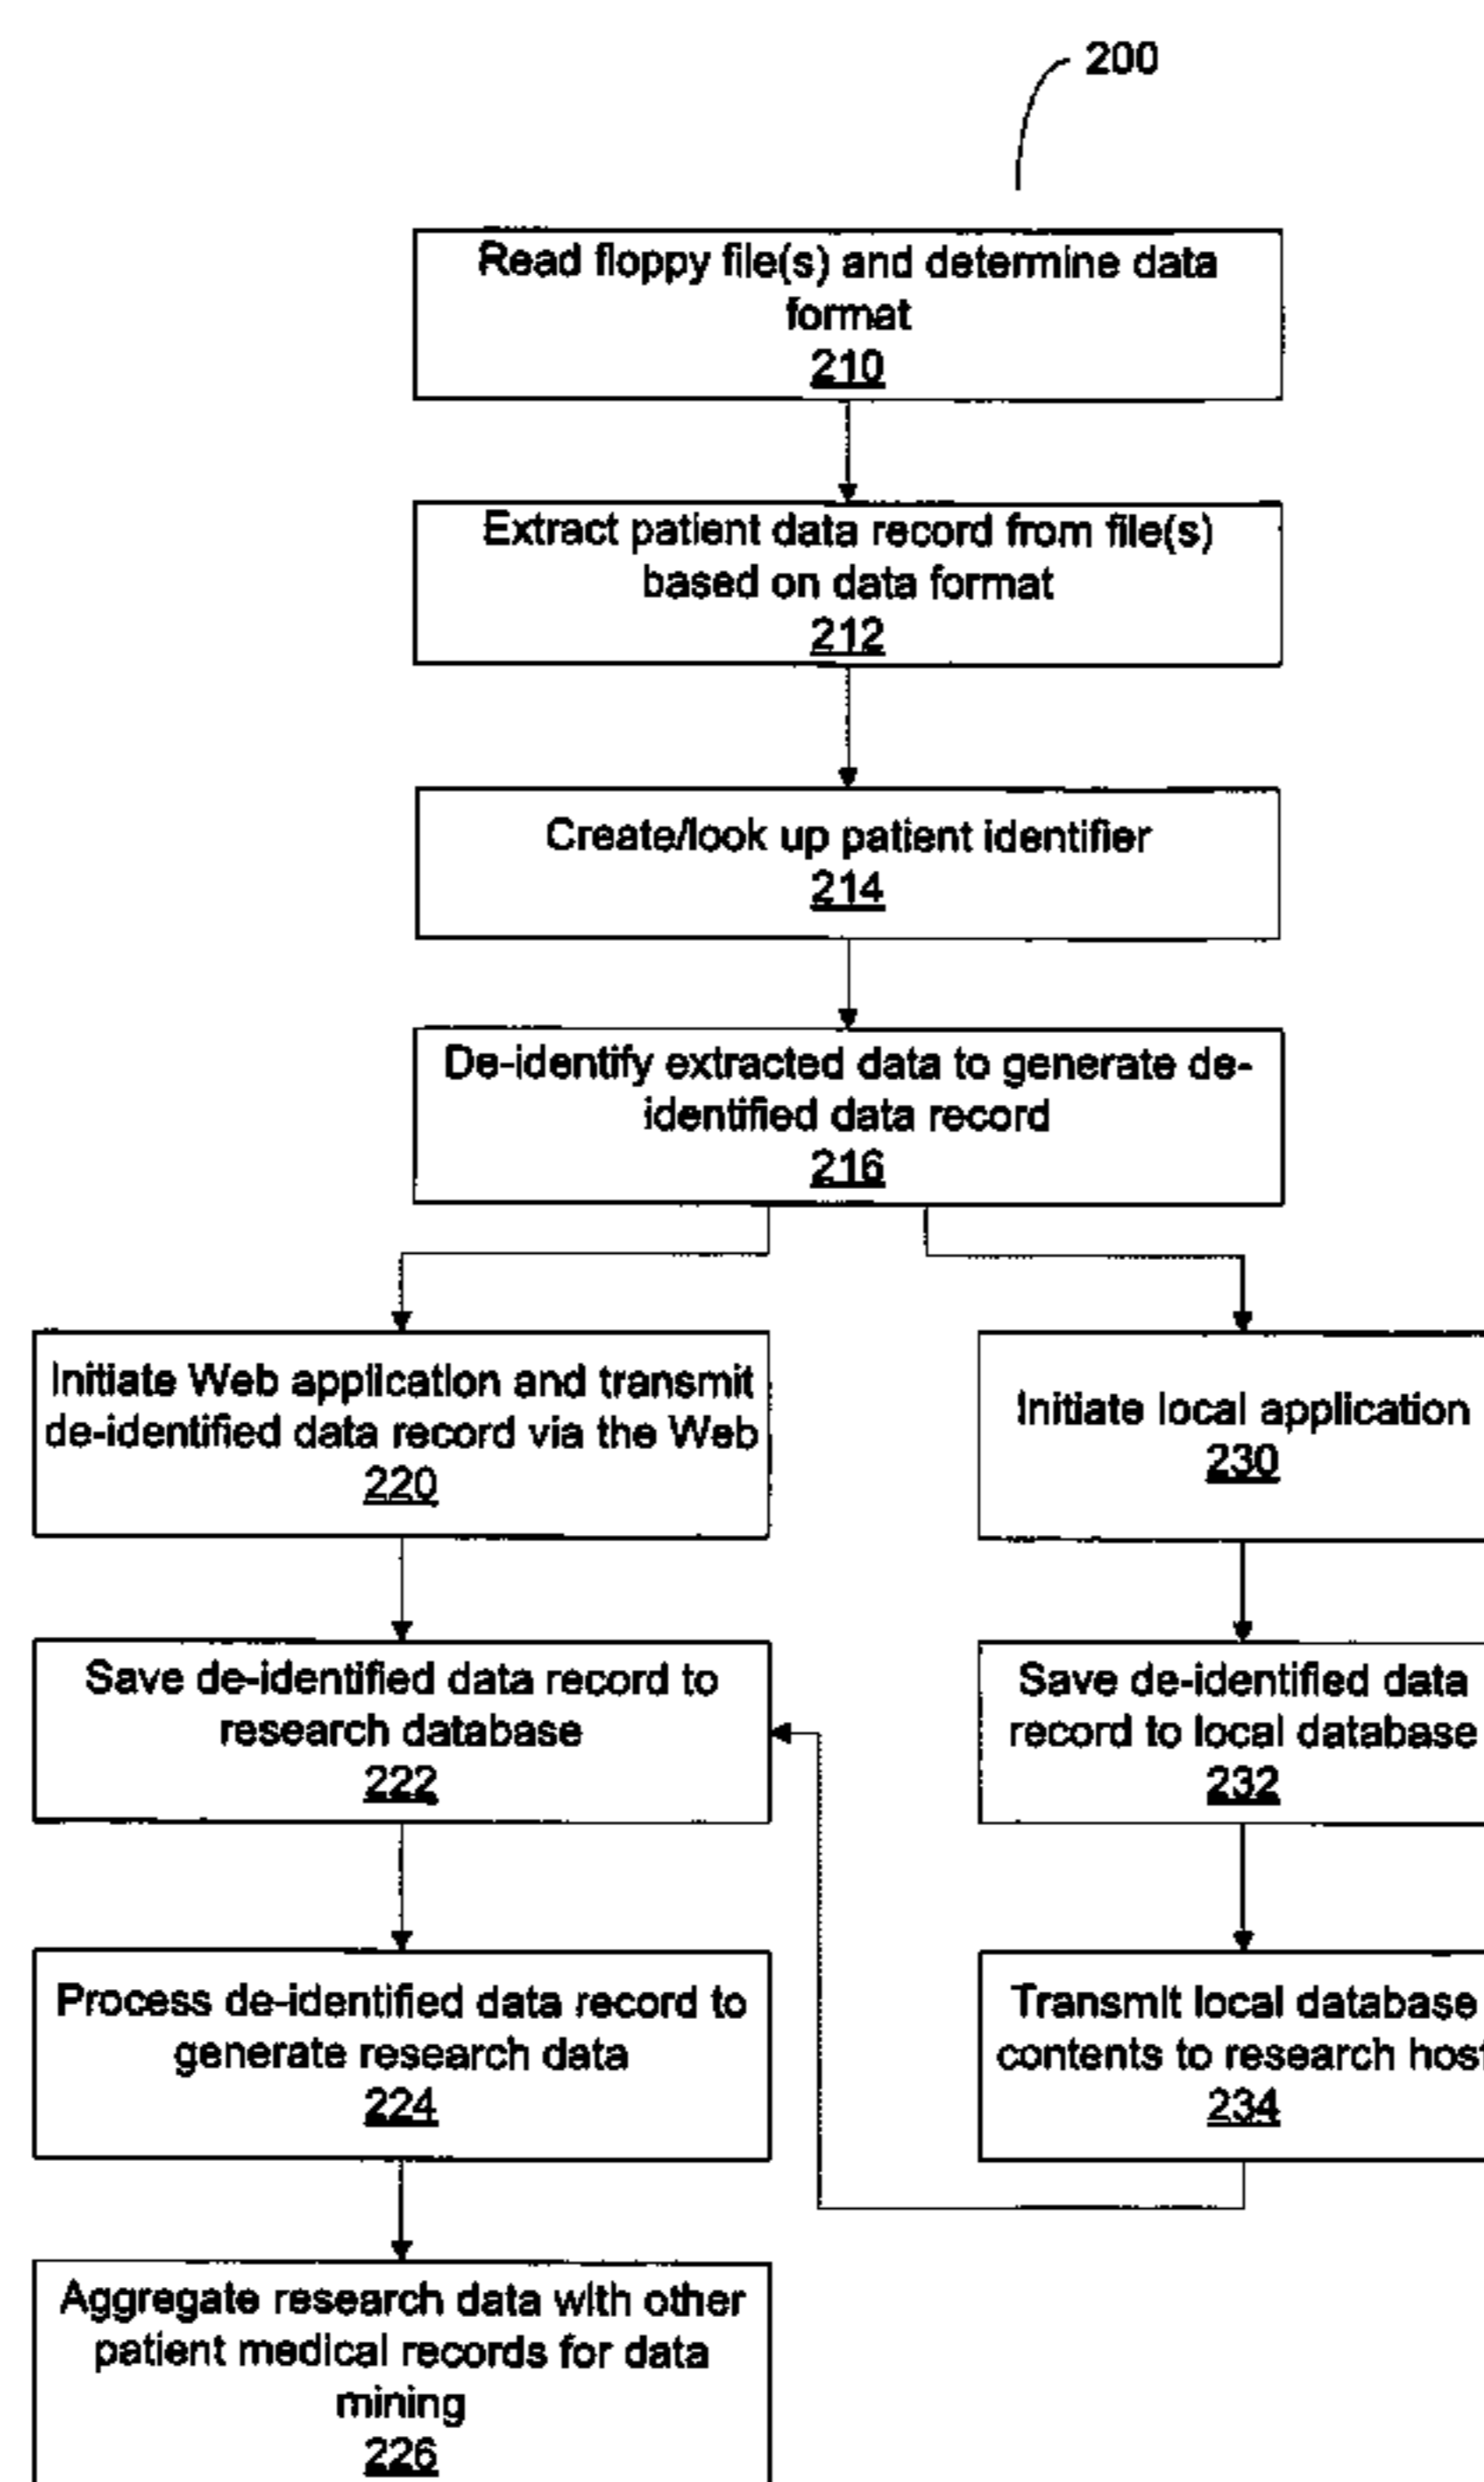 200
Read floppy file(s) and determine data
format
210
Extract patient data record from file(s)
based on data format
212
Create/look up patient identifier
214
De-identify extracted data to generate de-
identified data record
216
Initiate Web application and transmit
de-identified data record via the Web
220
Initiate local application
230
Save de-identified data record to
research database
222
Save de-identified data
record to local database
232
Process de-identified data record to
generate research data
224
Transmit local database
contents to research host
234
Aggregate research data with other
patient medical records for data
mining
226